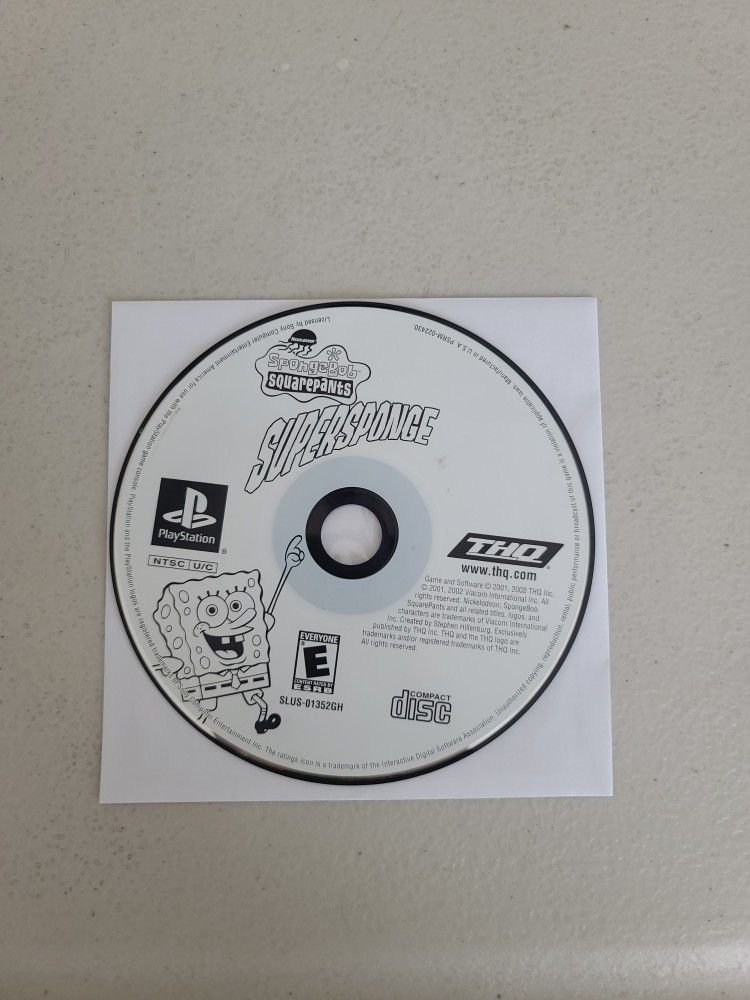 Nickelodeon
SpongeBob
SQUAREPANTS
SUPERSPONGE
PlayStation
®
NTSC U/C
THQ
www.thq.com
Game and Software © 2001, 2002 THQ Inc.
© 2001, 2002 Viacom International Inc. All
rights reserved. Nickelodeon, SpongeBob
SquarePants and all related titles, logos, and
characters are trademarks of Viacom International
Inc. Created by Stephen Hillenburg. Exclusively
published by THQ Inc. THQ and the THQ logo are
trademarks and/or registered trademarks of THQ Inc.
All rights reserved.
EVERYONE
E
CONTENT RATED BY
ESRB
SLUS-01352GH
COMPACT
disc
Licensed by Sony Computer Entertainment America for use with the PlayStation game console. PlayStation and the PlayStation logos are registered trademarks of Sony Computer Entertainment Inc. The ratings icon is a trademark of the Interactive Digital Software Association. Unauthorized copying, reproduction, rental, public performance or broadcast of this game is a violation of applicable laws. Manufactured in U.S.A. PSRM-022430.